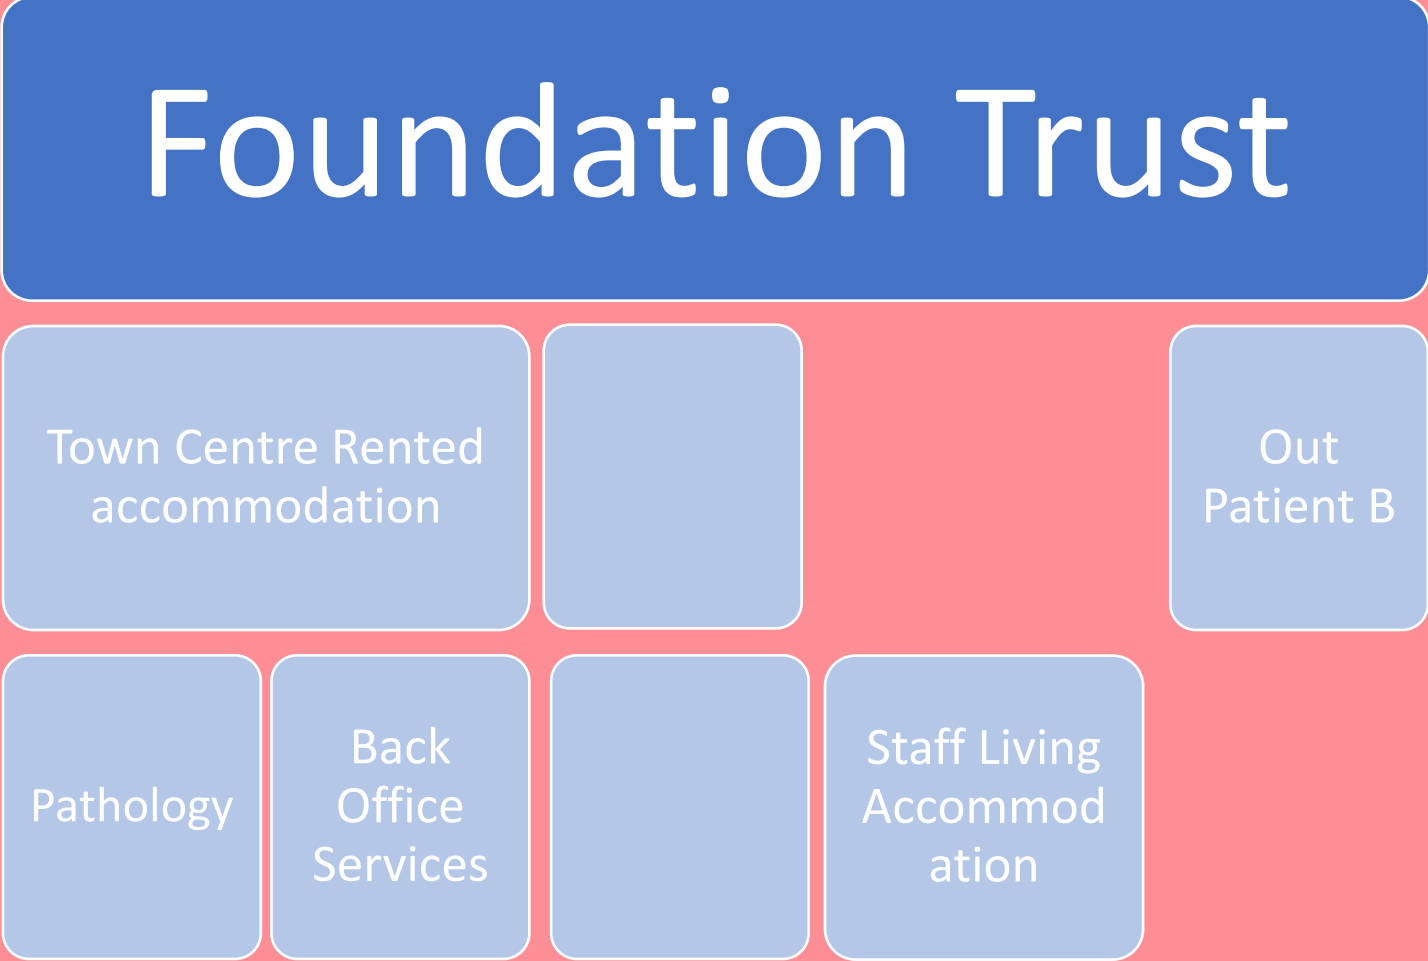 Foundation Trust
Town Centre Rented
accommodation
Out
Patient B
Pathology
Back
Office
Services
Staff Living
Accommod
ation